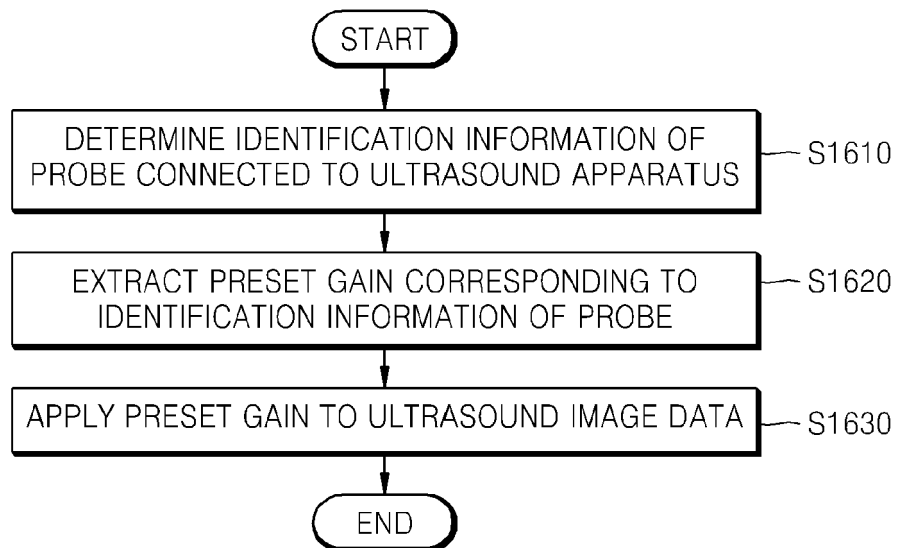 START
DETERMINE IDENTIFICATION INFORMATION OF
PROBE CONNECTED TO ULTRASOUND APPARATUS
S1610
EXTRACT PRESET GAIN CORRESPONDING TO
IDENTIFICATION INFORMATION OF PROBE
S1620
APPLY PRESET GAIN TO ULTRASOUND IMAGE DATA
S1630
END